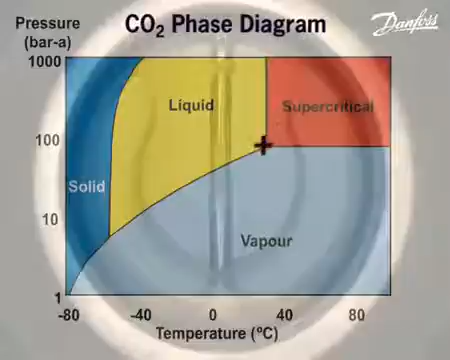 Pressure
(bar-a)
CO₂ Phase Diagram
Danfoss
1000
100
10
1
Solid
Liquid
Supercritical
Vapour
-80 -40 0 40 80
Temperature (ºC)